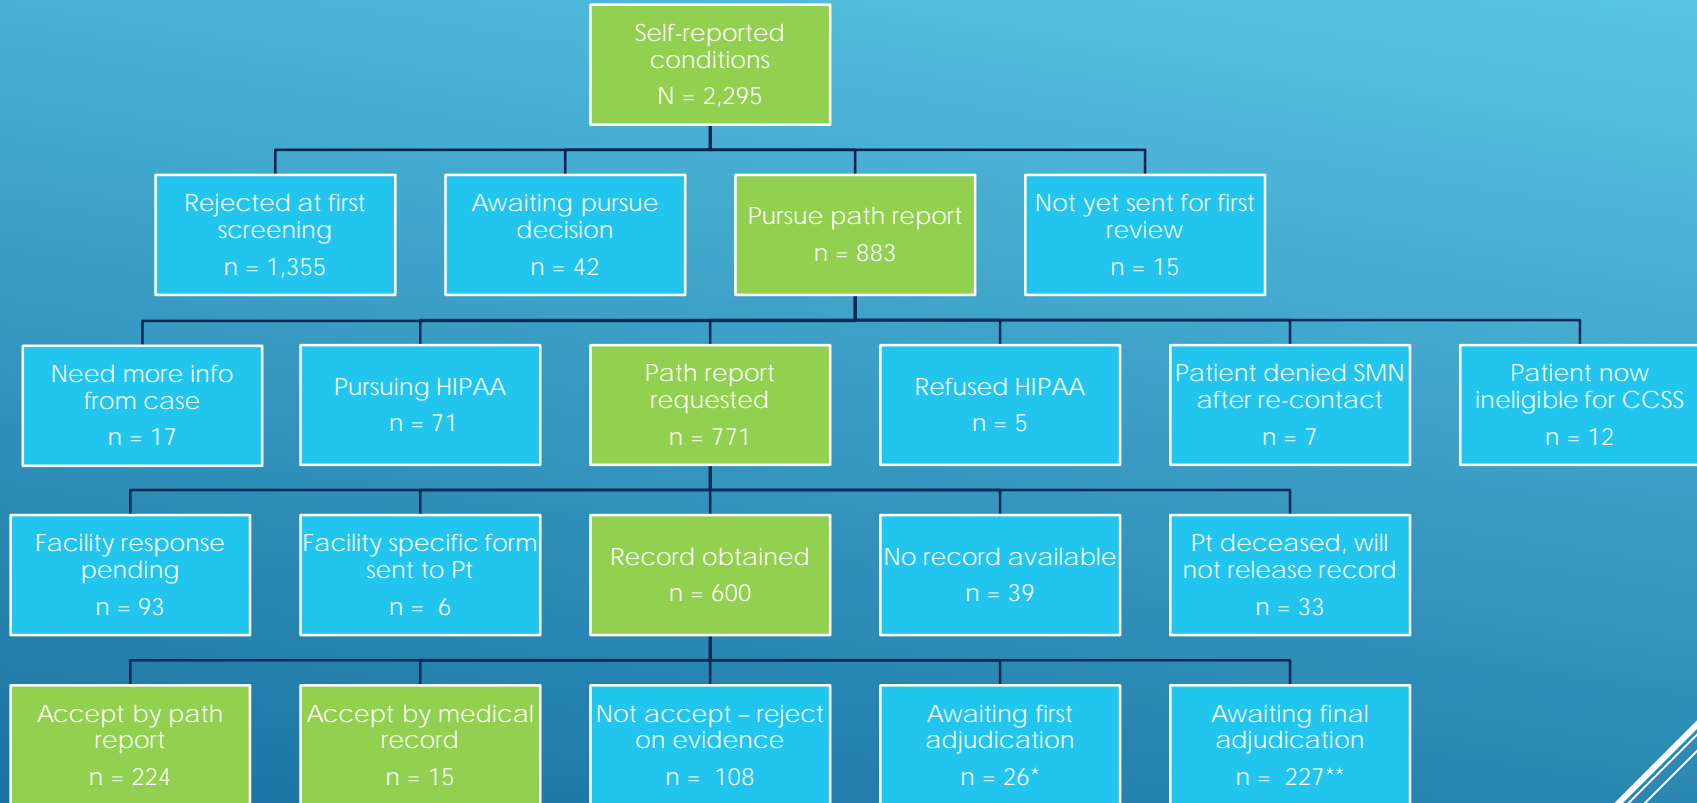 Self-reported
conditions
N = 2,295
Rejected at first
screening
n = 1,355
Awaiting pursue
decision
n = 42
Pursue path report
n = 883
Not yet sent for first
review
n = 15
Need more info
from case
n = 17
Pursuing HIPAA
n = 71
Path report
requested
n = 771
Refused HIPAA
n = 5
Patient denied SMN
after re-contact
n = 7
Patient now
ineligible for CCSS
n = 12
Facility response
pending
n = 93
Facility specific form
sent to Pt
n = 6
Record obtained
n = 600
No record available
n = 39
Pt deceased, will
not release record
n = 33
Accept by path
report
n = 224
Accept by medical
record
n = 15
Not accept – reject
on evidence
n = 108
Awaiting first
adjudication
n = 26*
Awaiting final
adjudication
n = 227**